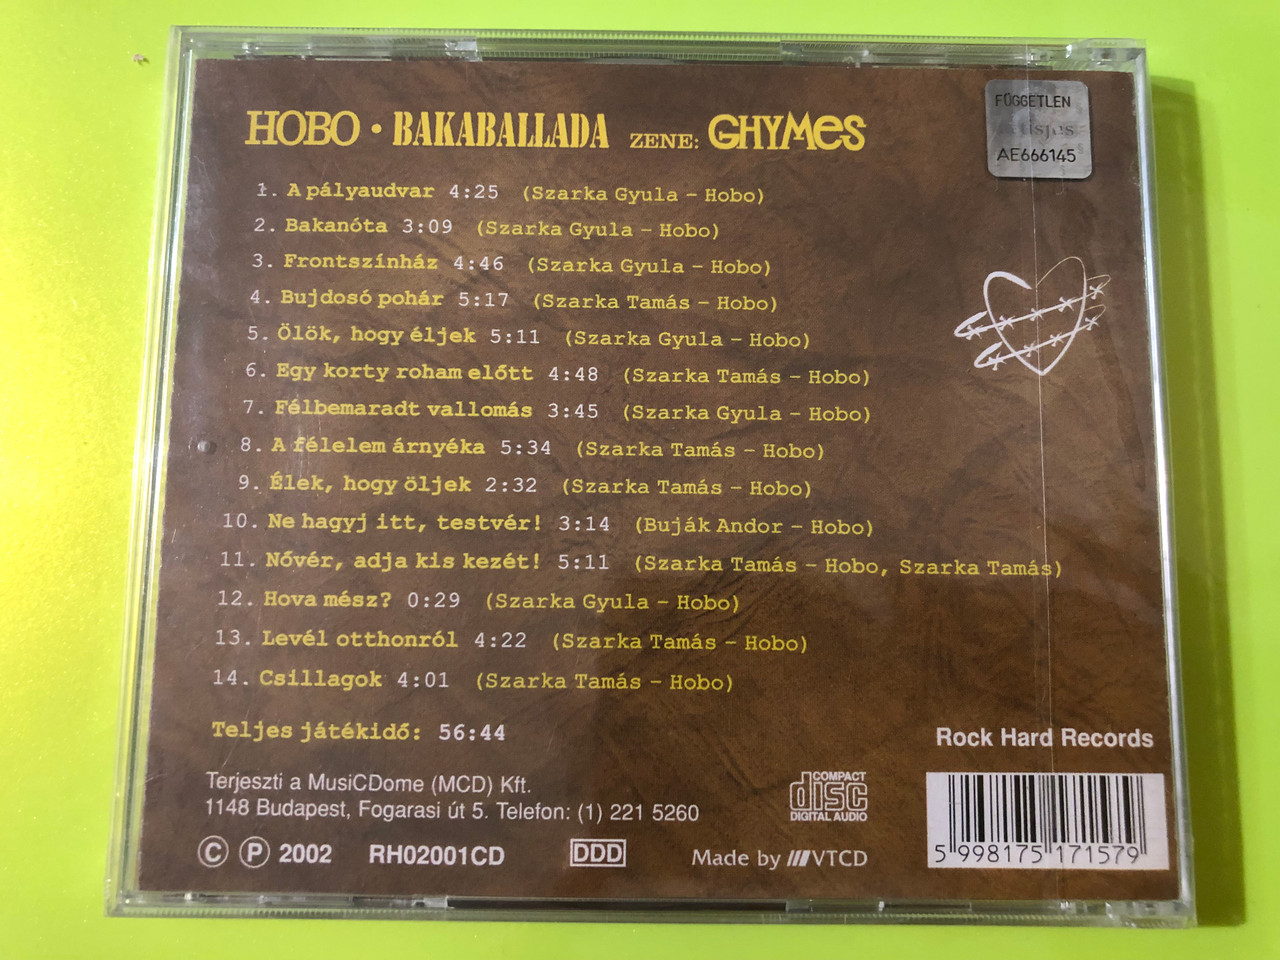 HOBO • BAKABALLADA ZENE: GHYMES
FÜGGETLEN
AE666145
1. A pályaudvar 4:25 (Szarka Gyula – Hobo)
2. Bakanóta 3:09 (Szarka Gyula – Hobo)
3. Frontszínház 4:46 (Szarka Gyula – Hobo)
4. Bujdosó pohár 5:17 (Szarka Tamás – Hobo)
5. Ölök, hogy éljek 5:11 (Szarka Gyula – Hobo)
6. Egy korty roham előtt 4:48 (Szarka Tamás – Hobo)
7. Félbemaradt vallomás 3:45 (Szarka Gyula – Hobo)
8. A félelem árnyéka 5:34 (Szarka Tamás – Hobo)
9. Élek, hogy öljek 2:32 (Szarka Tamás – Hobo)
10. Ne hagyj itt, testvér! 3:14 (Buják Andor – Hobo)
11. Nővér, adja kis kezét! 5:11 (Szarka Tamás – Hobo, Szarka Tamás)
12. Hova mész? 0:29 (Szarka Gyula – Hobo)
13. Levél otthonról 4:22 (Szarka Tamás – Hobo)
14. Csillagok 4:01 (Szarka Tamás – Hobo)
Teljes játékidő: 56:44
Rock Hard Records
Terjeszti a MusiCDome (MCD) Kft.
1148 Budapest, Fogarasi út 5. Telefon: (1) 221 5260
COMPACT
disc
DIGITAL AUDIO
© ℗ 2002 RH02001CD DDD Made by VTCD
5 998175 171579